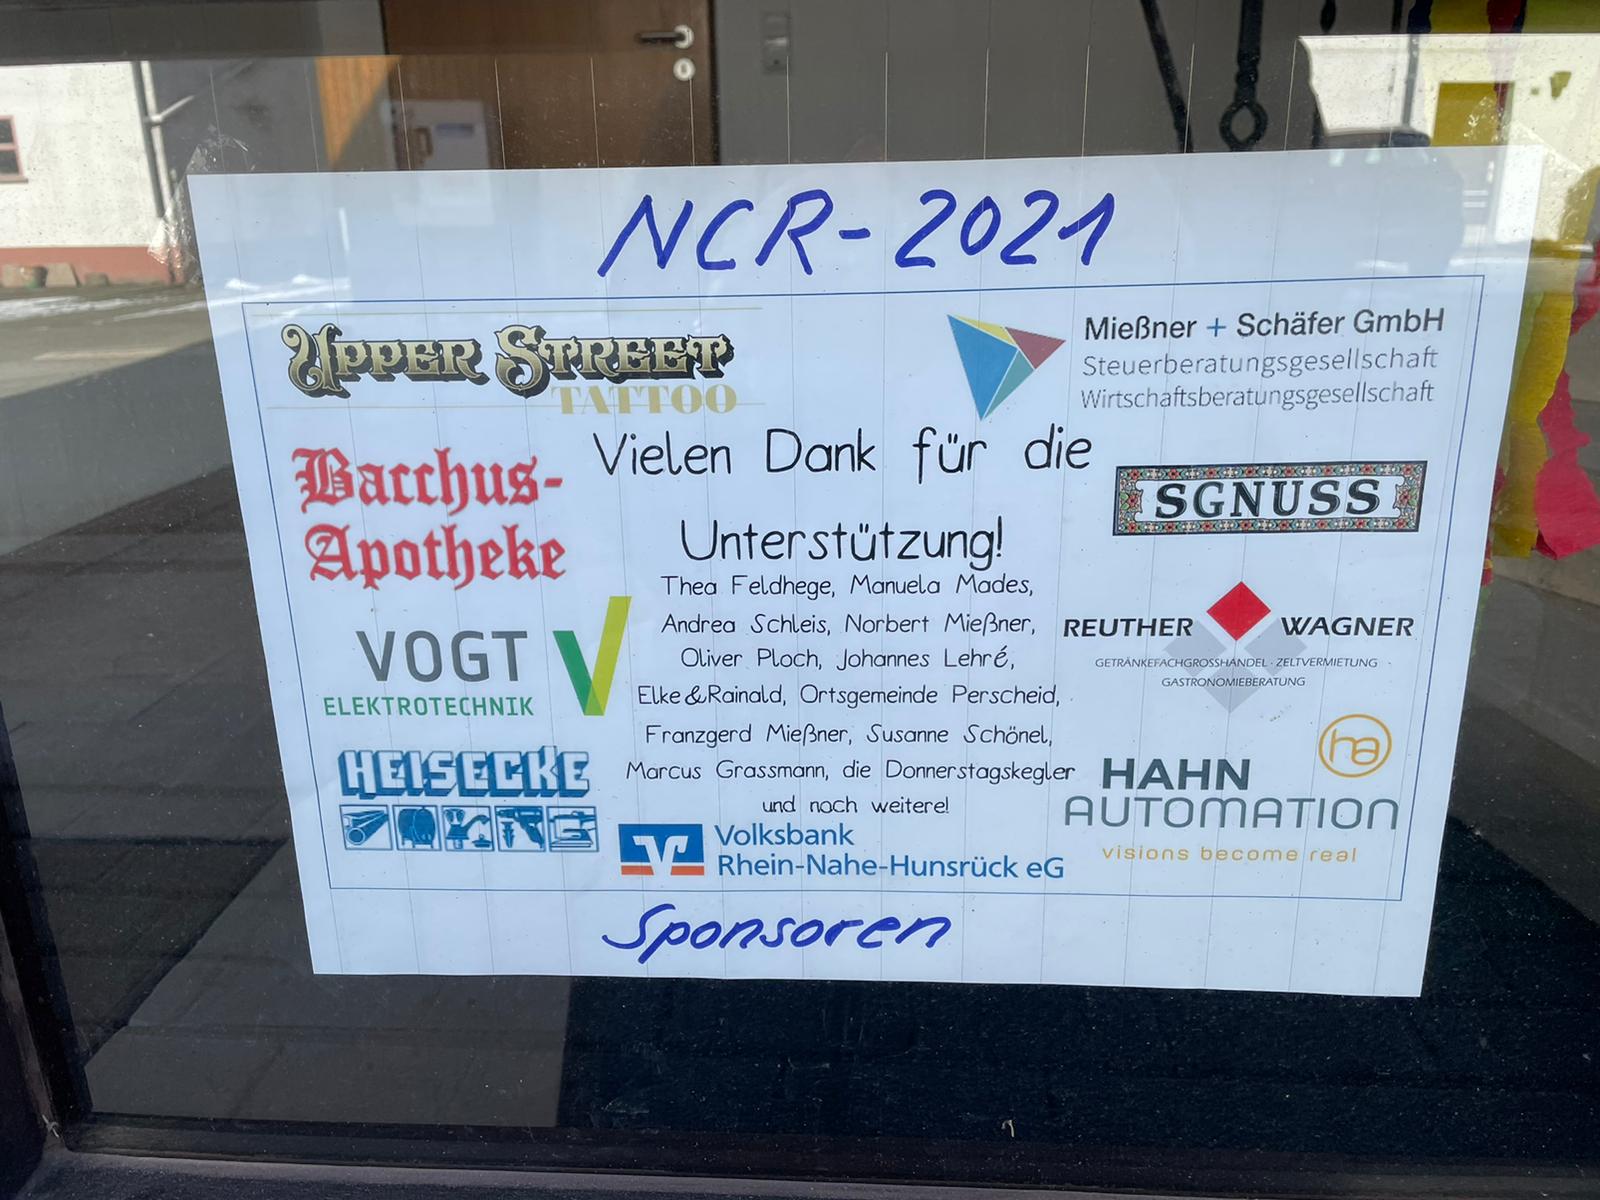 NCR-2021
UPPER STREET
TATTOO
Mießner + Schäfer GmbH
Steuerberatungsgesellschaft
Wirtschaftsberatungsgesellschaft
Vielen Dank für die
Unterstützung!
Bacchus-
Apotheke
SGNUSS
Thea Feldhege, Manuela Mades,
Andrea Schleis, Norbert Mießner,
Oliver Ploch, Johannes Lehré,
Elke&Rainald, Ortsgemeinde Perscheid,
Franzgerd Mießner, Susanne Schönel,
Marcus Grassmann, die Donnerstagskegler
und noch weitere!
VOGT
ELEKTROTECHNIK
REUTHER WAGNER
GETRÄNKEFACHGROSSHANDEL · ZELTVERMIETUNG
GASTRONOMIEBERATUNG
HEISECKE
ha
HAHN
AUTOMATION
visions become real
Volksbank
Rhein-Nahe-Hunsrück eG
Sponsoren